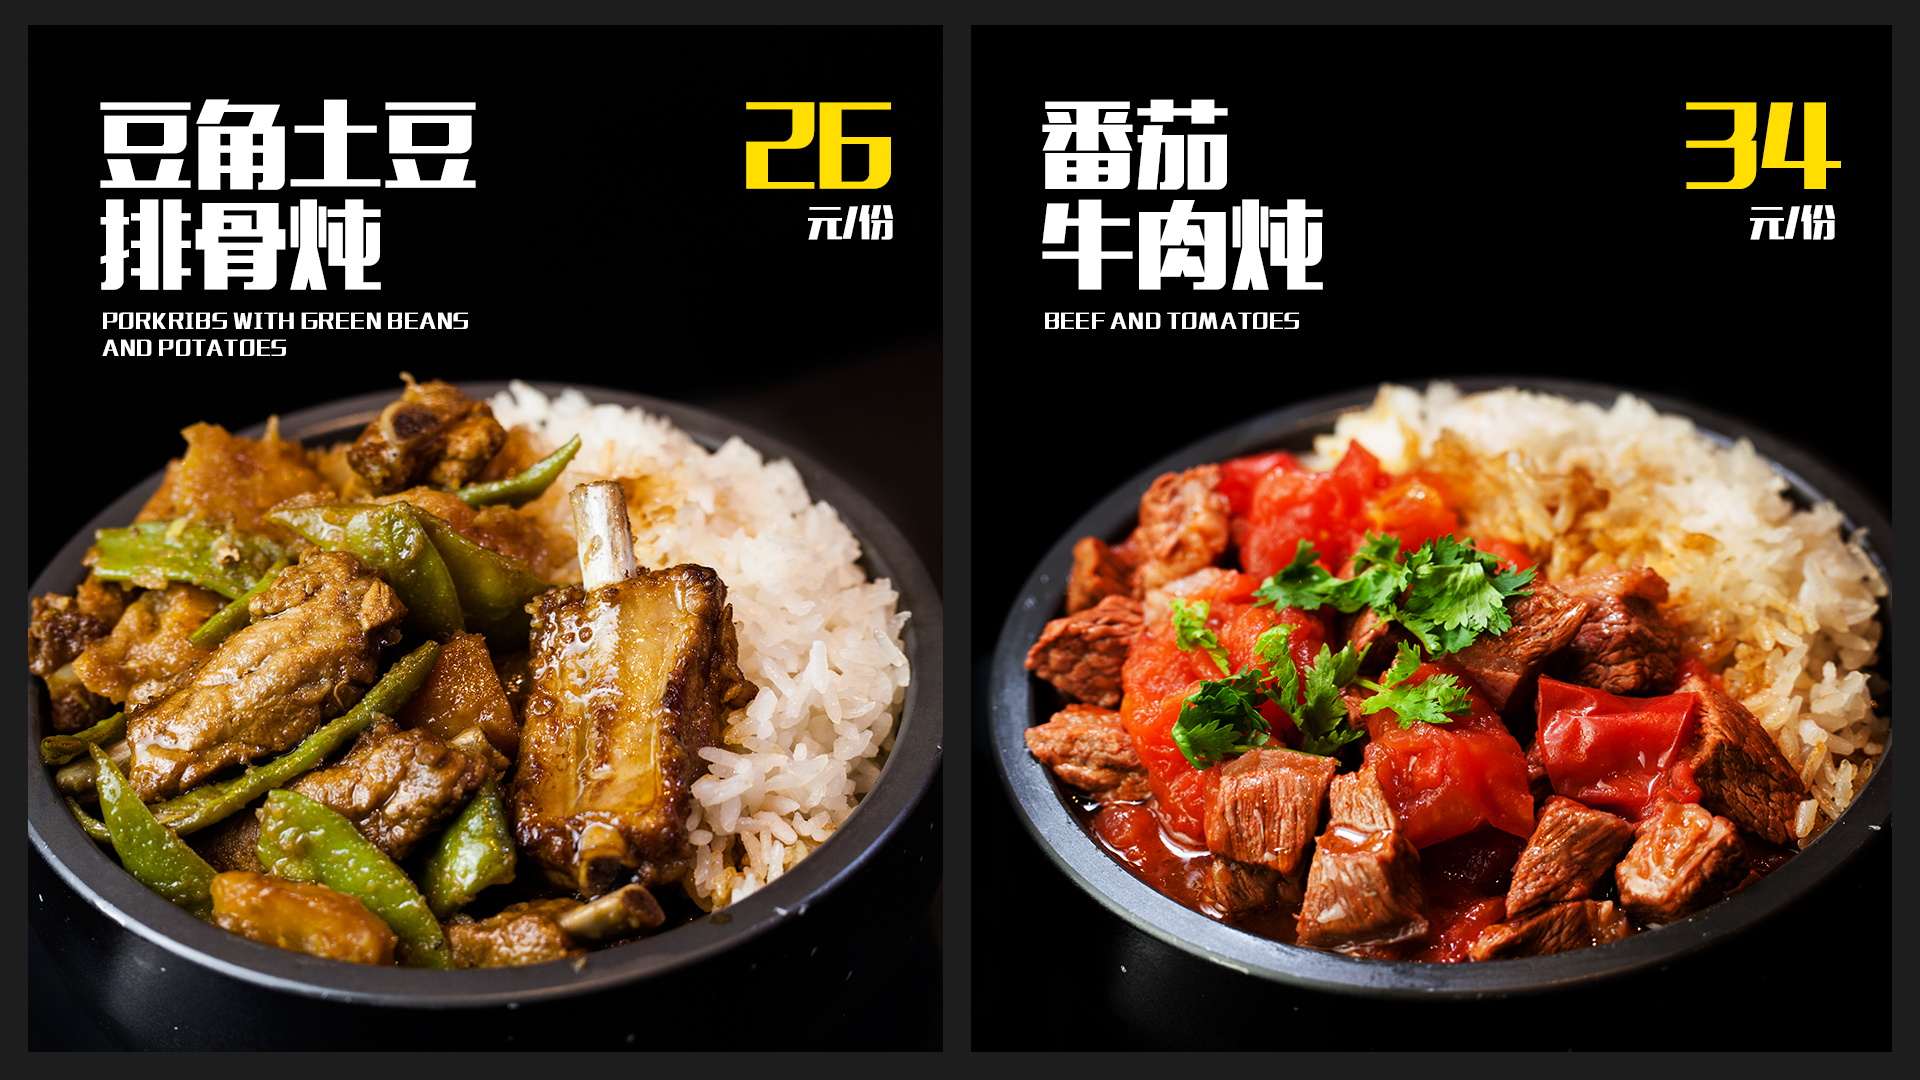 豆角土豆
排骨炖
PORKRIBS WITH GREEN BEANS
AND POTATOES
26
元/份
番茄
牛肉炖
BEEF AND TOMATOES
34
元/份